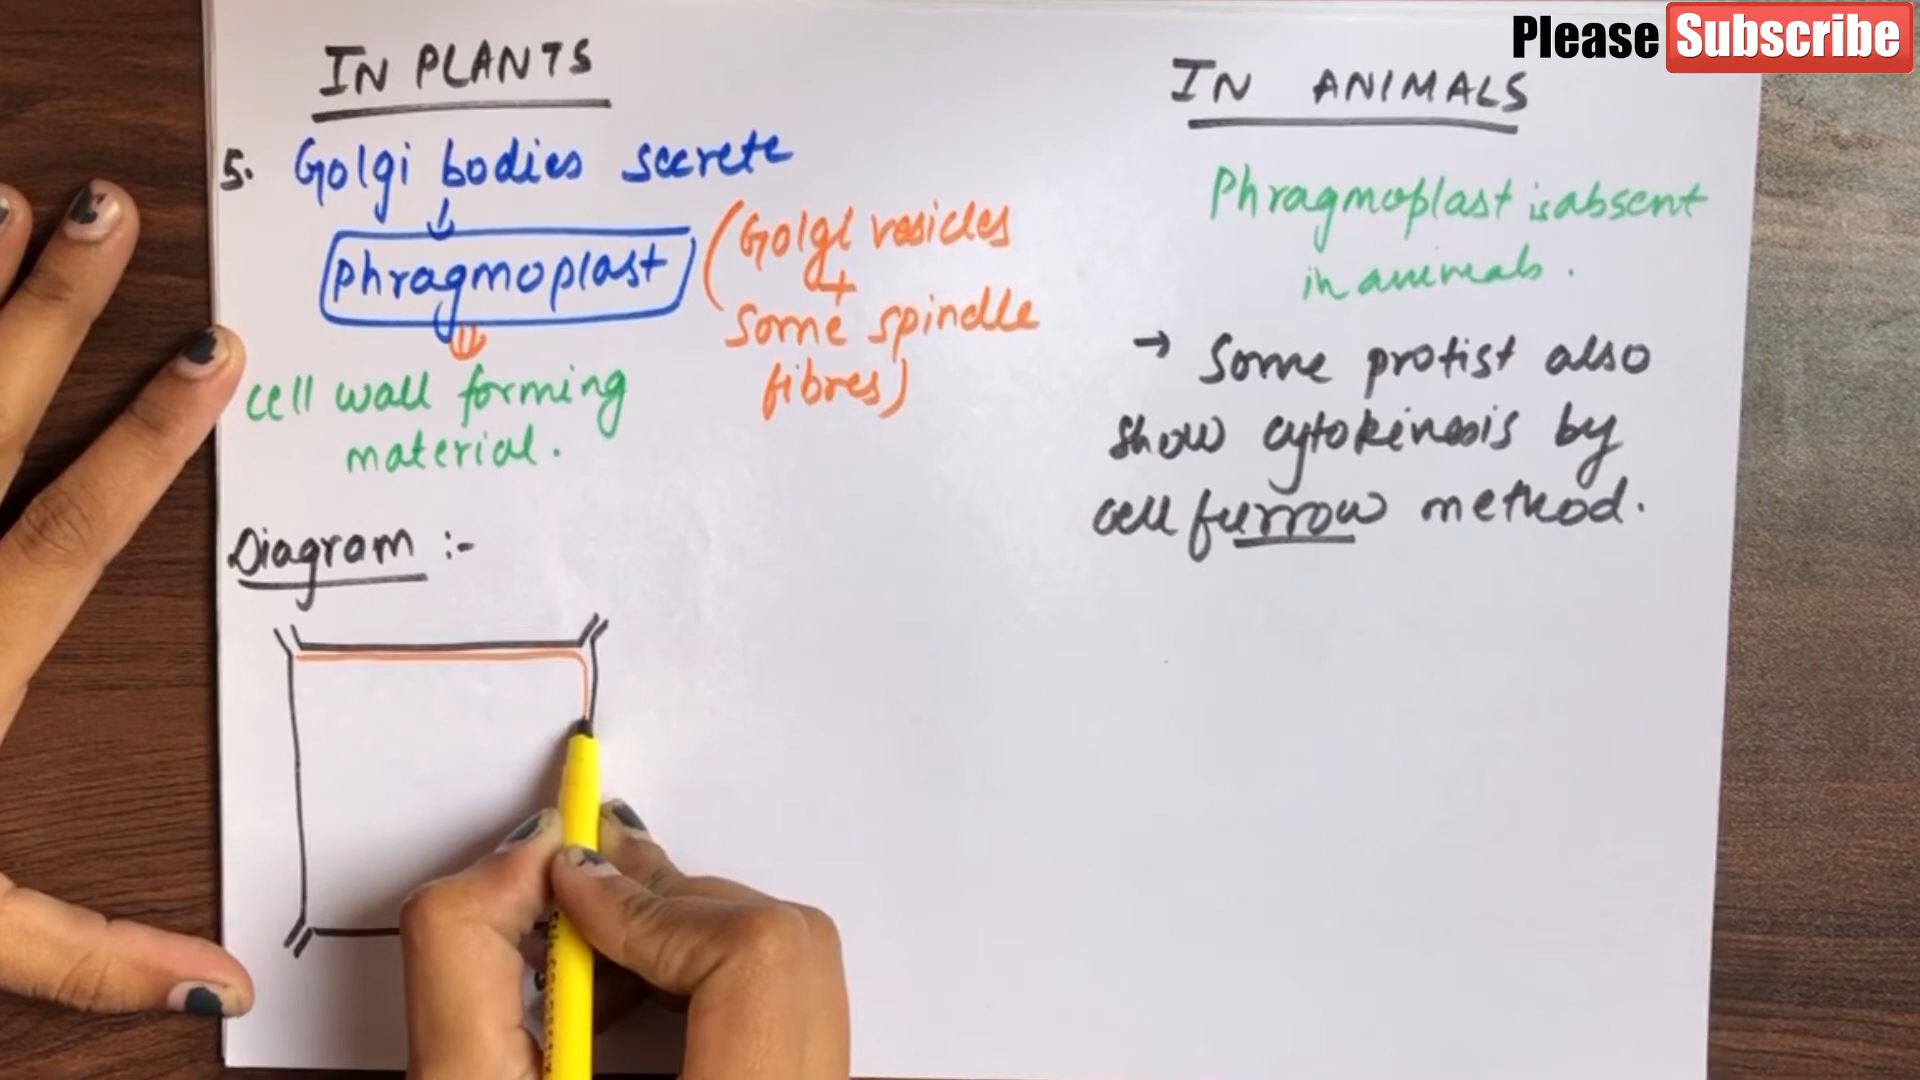 Please Subscribe
IN PLANTS
5. Golgi bodies secrete
Phragmoplast
(Golgi vesicles
+
Some spindle
fibres)
cell wall forming
material.
Diagram :-
IN ANIMALS
Phragmoplast is absent
in animals.
→ Some protist also
show cytokinesis by
cell furrow method.